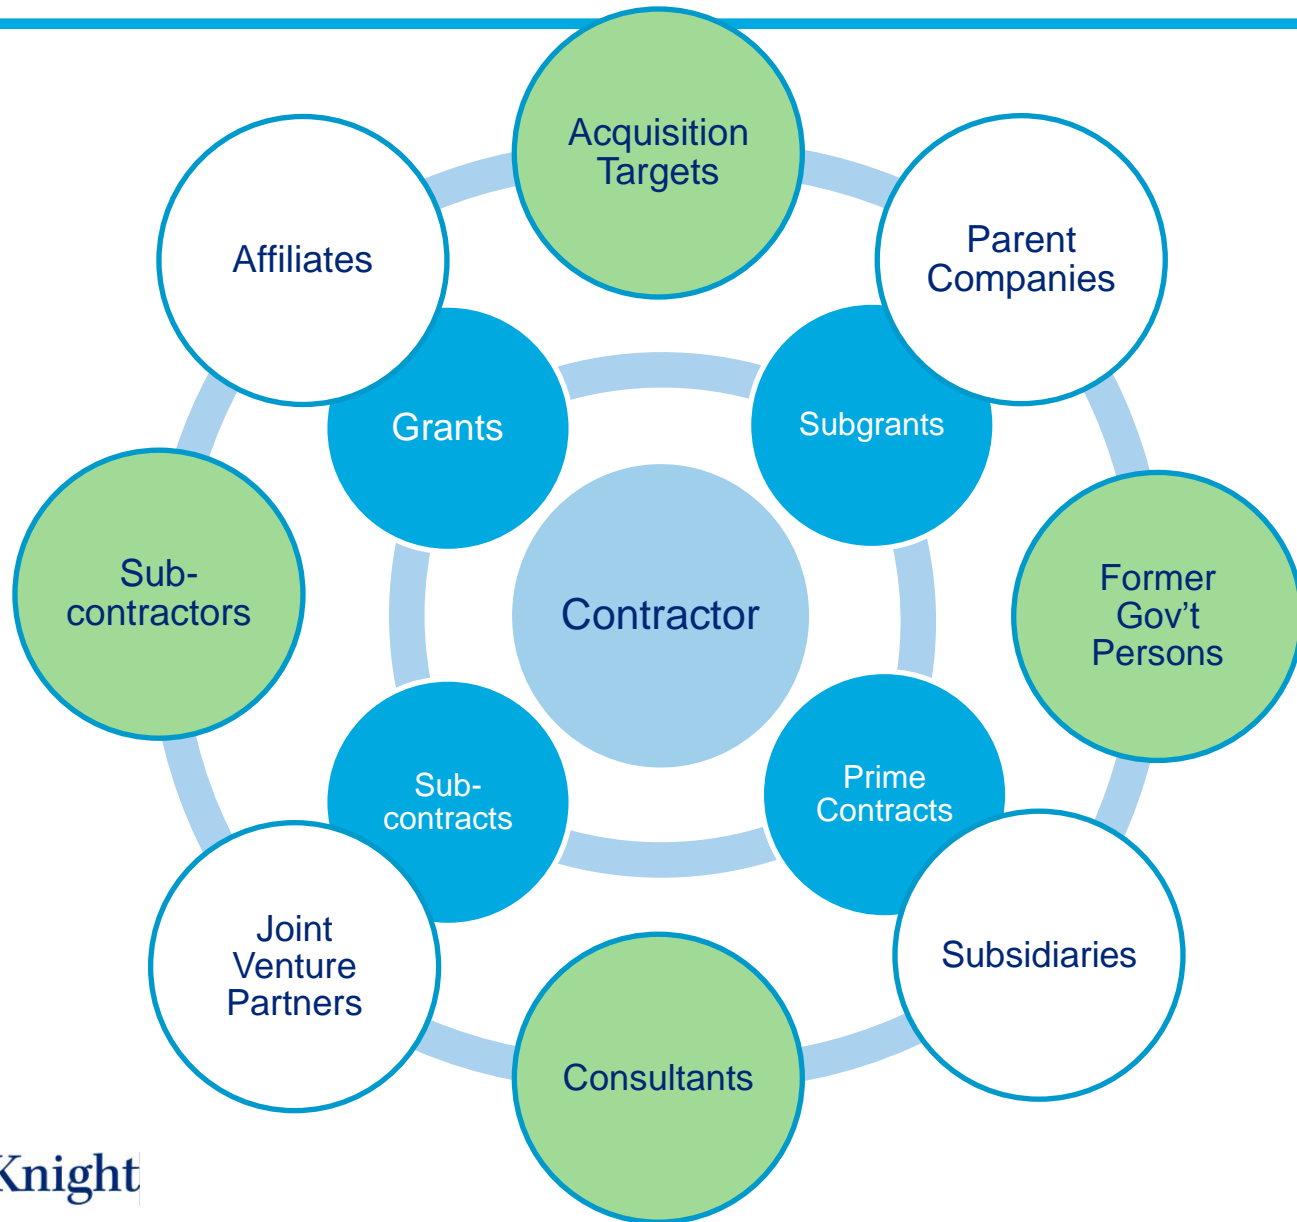 Acquisition
Targets
Affiliates
Parent
Companies
Grants
Subgrants
Sub-
contractors
Contractor
Former
Gov’t
Persons
Sub-
contracts
Prime
Contracts
Joint
Venture
Partners
Subsidiaries
Consultants
Knight